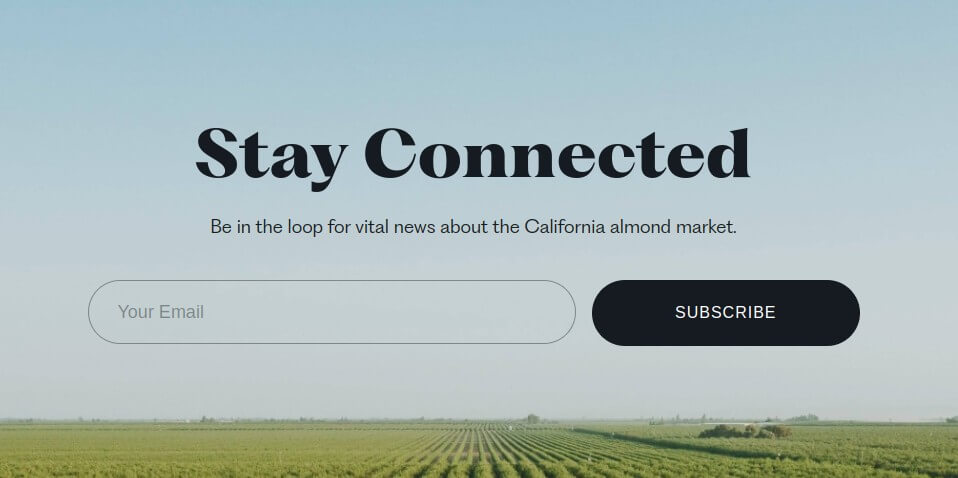 Stay Connected
Be in the loop for vital news about the California almond market.
Your Email
SUBSCRIBE